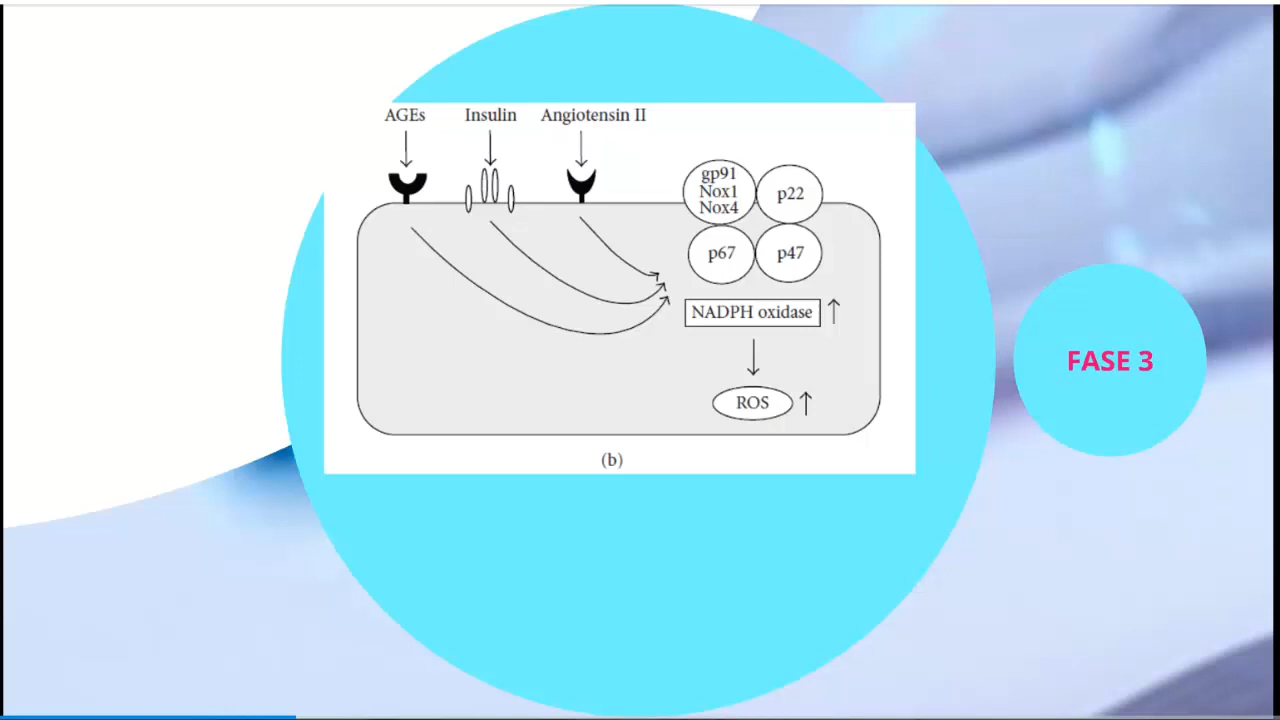 AGEs Insulin Angiotensin II
gp91
Nox1
Nox4
p22
p67
p47
NADPH oxidase
ROS
(b)
FASE 3